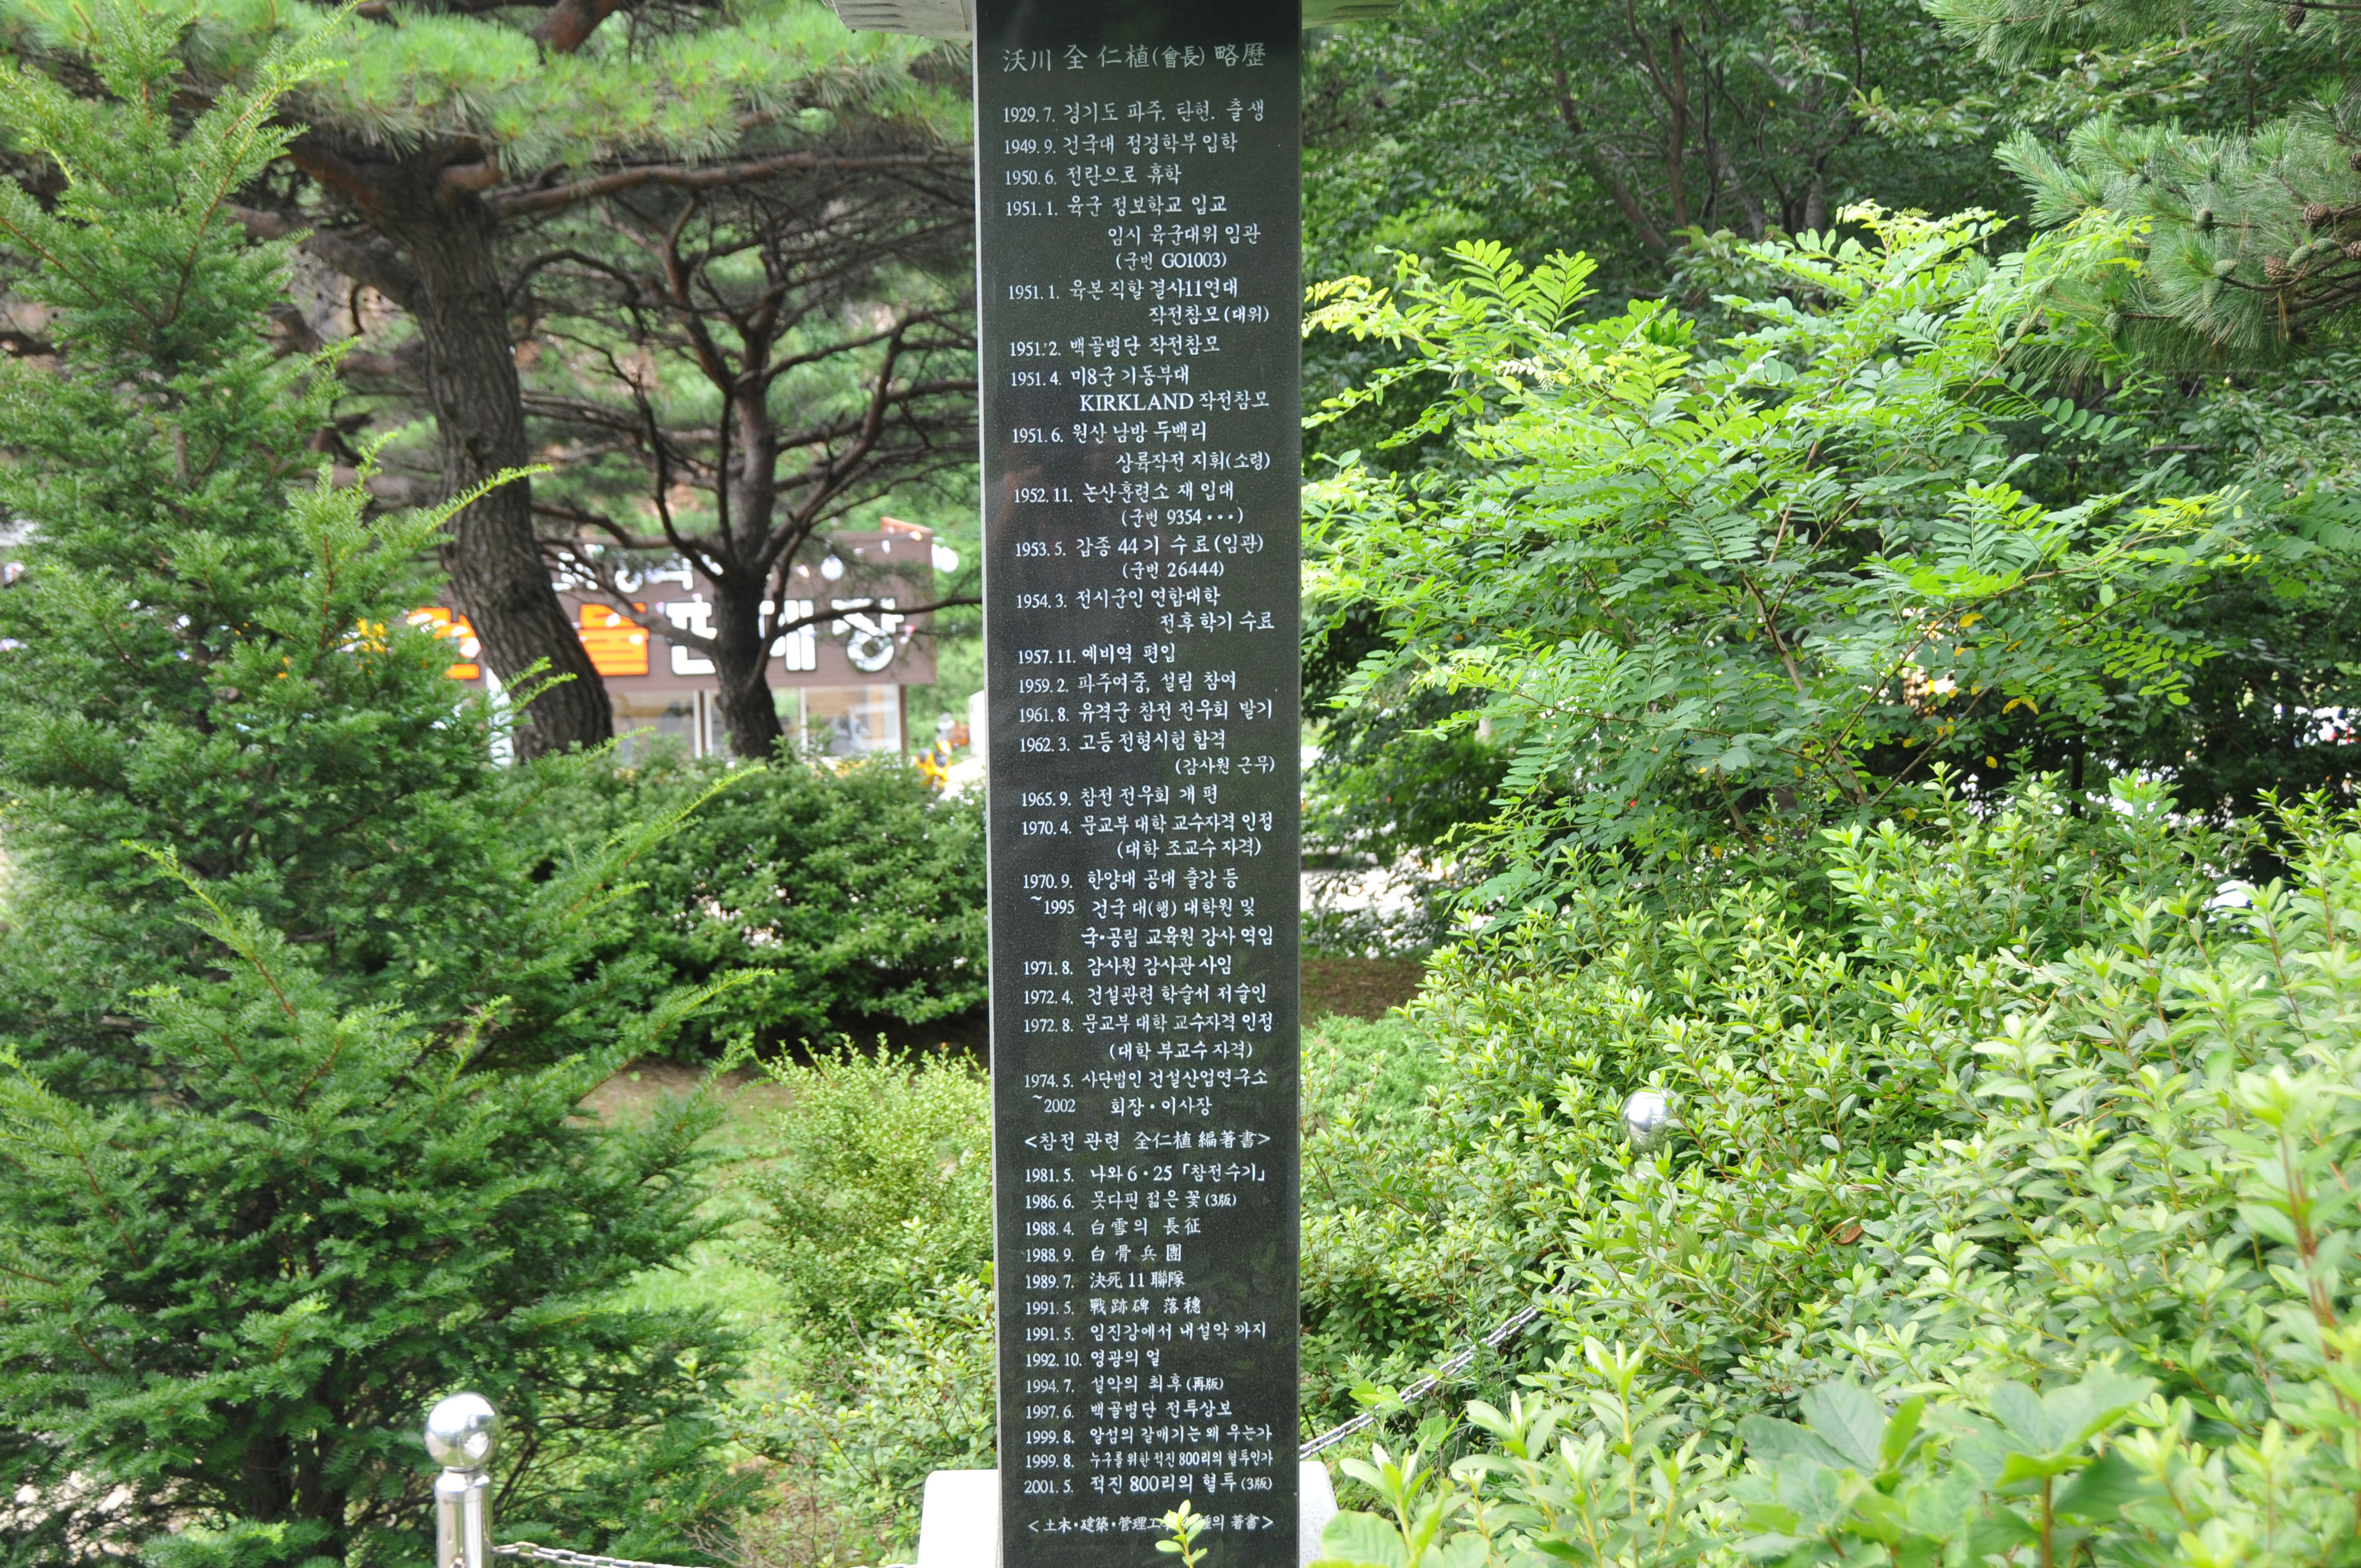 沃川 全 仁植(會長) 略歷
1929. 7. 경기도 파주. 탄현. 출생
1949. 9. 건국대 정경학부 입학
1950. 6. 전란으로 휴학
1951. 1. 육군 정보학교 입교
임시 육군대위 임관
(군번 GO1003)
1951. 1. 육본 직할 결사11연대
작전참모 (대위)
1951. 2. 백골병단 작전참모
1951. 4. 미8군 기동부대
KIRKLAND 작전참모
1951. 6. 원산 남방 두백리
상륙작전 지휘(소령)
1952. 11. 논산훈련소 재 입대
(군번 9354 • • • )
1953. 5. 갑종 44기 수료(임관)
(군번 26444)
1954. 3. 전시군인 연합대학
전후 학기 수료
1957. 11. 예비역 편입
1959. 2. 파주여중, 설립 참여
1961. 8. 유격군 참전 전우회 발기
1962. 3. 고등 전형시험 합격
(감사원 근무)
1965. 9. 참전 전우회 개편
1970. 4. 문교부 대학 교수자격 인정
(대학 조교수 자격)
1970. 9. 한양대 공대 출강 등
~1995 건국대(행) 대학원 및
국•공립 교육원 강사 역임
1971. 8. 감사원 감사관 사임
1972. 4. 건설관련 학술서 저술인
1972. 8. 문교부 대학 교수자격 인정
(대학 부교수 자격)
1974. 5. 사단법인 건설산업연구소
~2002 회장 • 이사장
<참전 관련 全仁植 編著書>
1981. 5. 나와 6 • 25 「참전수기」
1986. 6. 못다핀 젊은 꽃 (3版)
1988. 4. 白雪의 長征
1988. 9. 白骨兵團
1989. 7. 決死 11 聯隊
1991. 5. 戰跡碑 落穗
1991. 5. 임진강에서 내설악 까지
1992. 10. 영광의 얼
1994. 7. 설악의 최후 (再版)
1997. 6. 백골병단 전투상보
1999. 8. 알섬의 갈매기는 왜 우는가
1999. 8. 누구를 위한 적진 800리의 혈투인가
2001. 5. 적진 800리의 혈투 (3版)
< 土木 • 建築 • 管理工 의 著書>
판매장